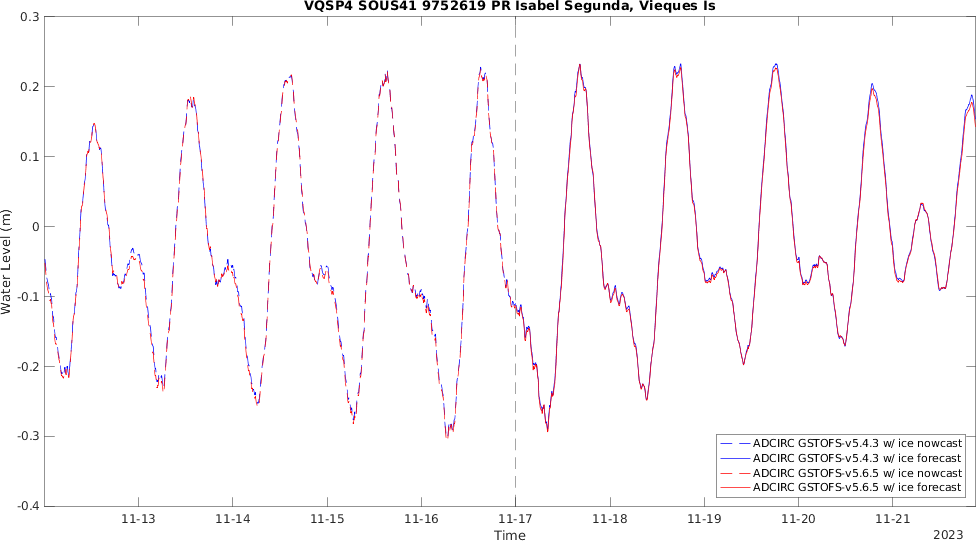 VQSP4 SOUS41 9752619 PR Isabel Segunda, Vieques Is
0.3
0.2
0.1
0
-0.1
-0.2
-0.3
-0.4
Water Level (m)
ADCIRC GSTOFS-v5.4.3 w/ ice nowcast
ADCIRC GSTOFS-v5.4.3 w/ ice forecast
ADCIRC GSTOFS-v5.6.5 w/ ice nowcast
ADCIRC GSTOFS-v5.6.5 w/ ice forecast
11-13 11-14 11-15 11-16 11-17 11-18 11-19 11-20 11-21
Time
2023